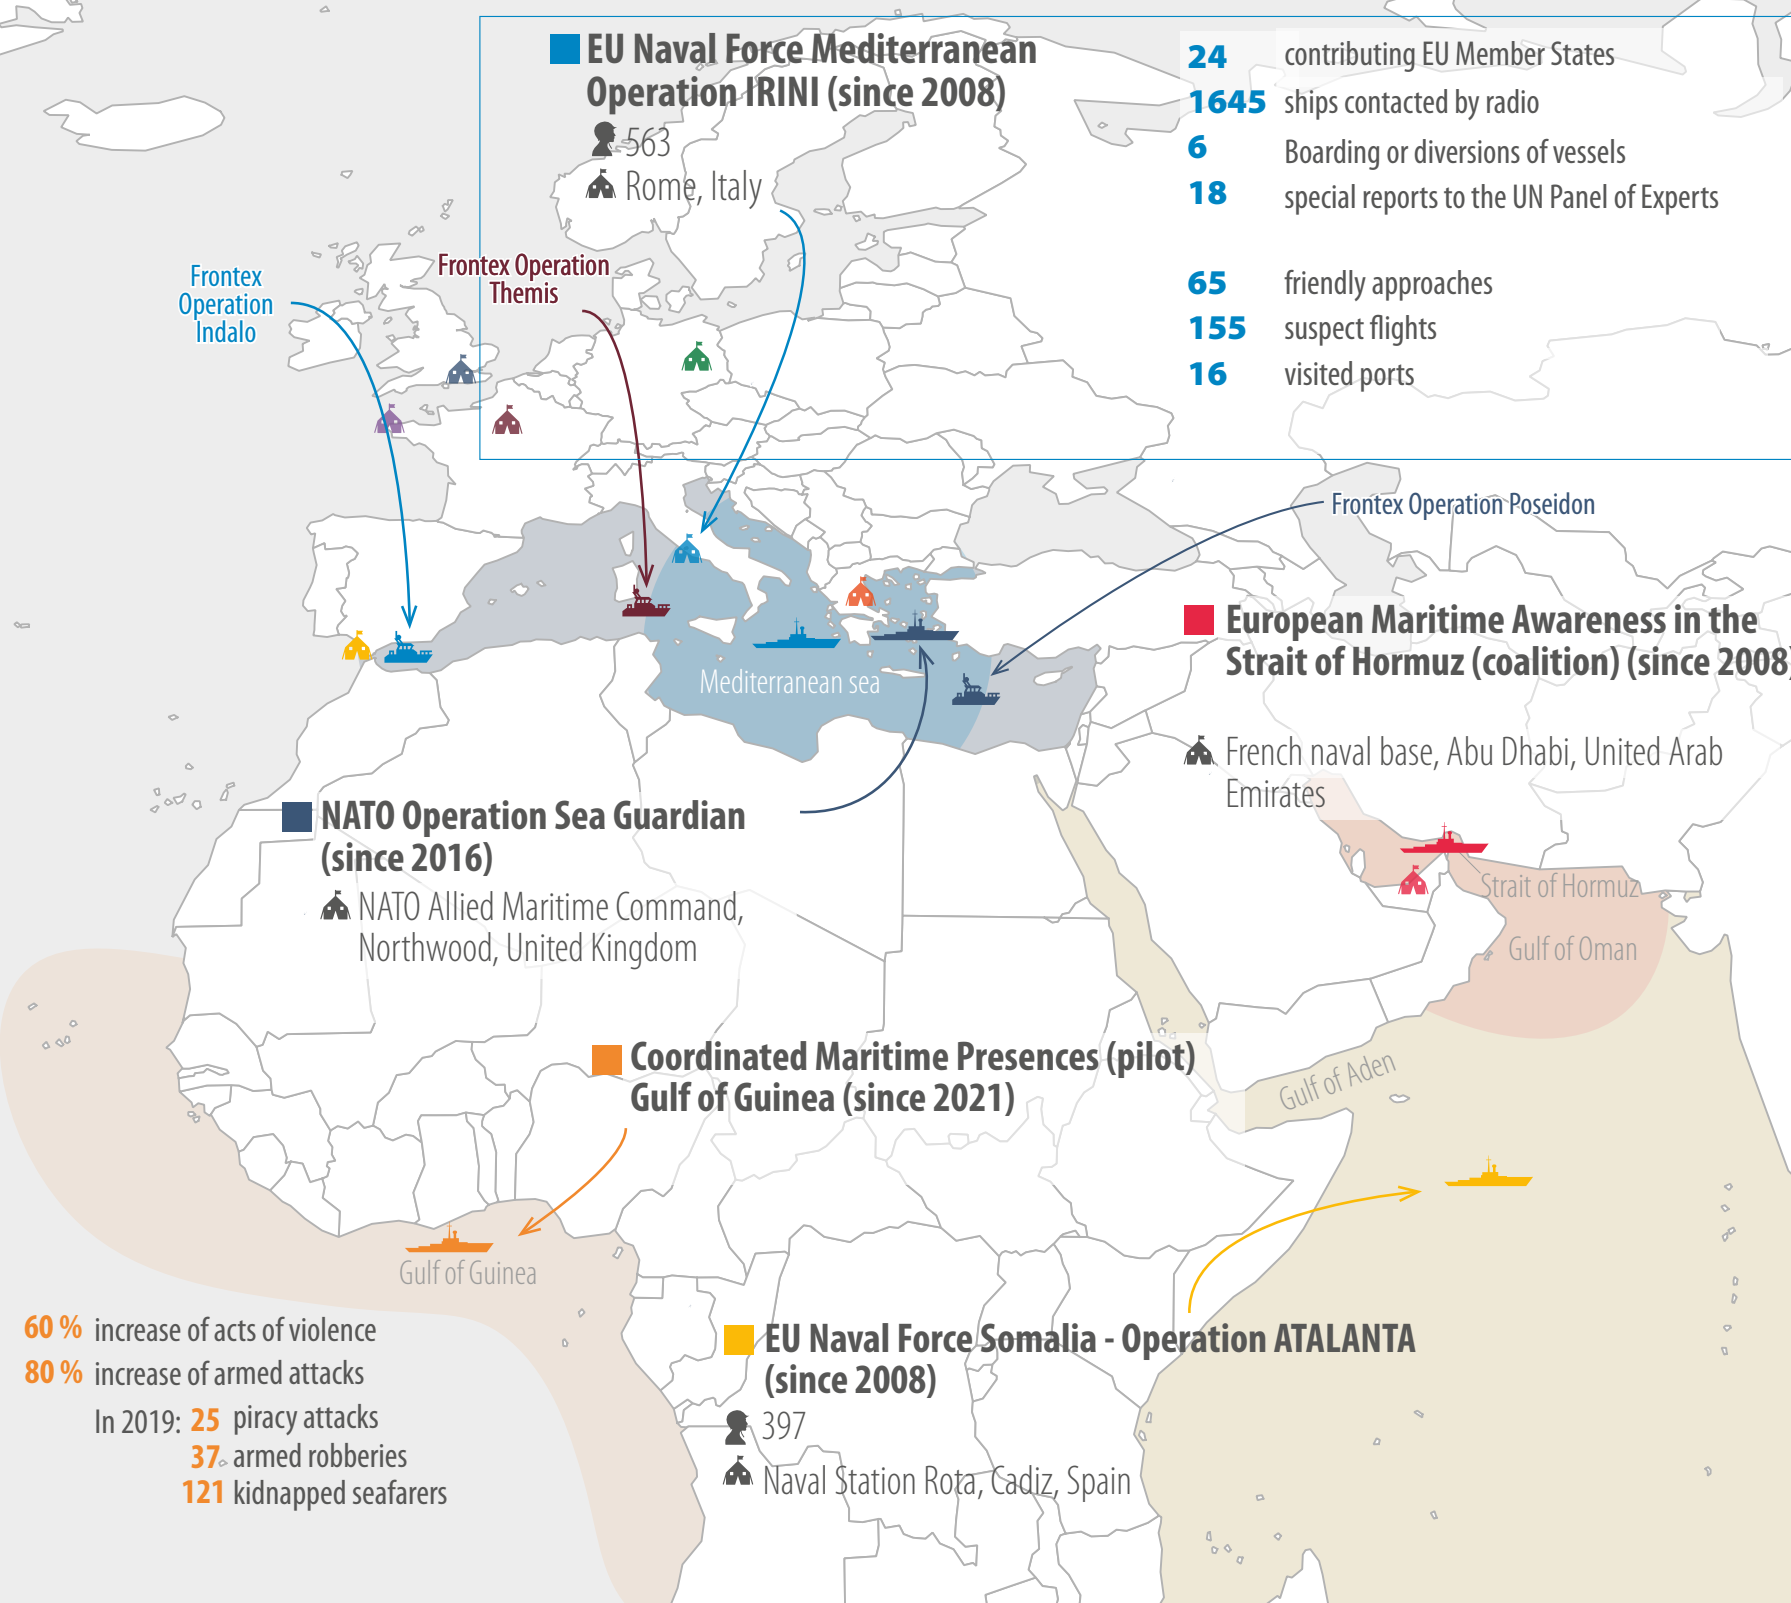 EU Naval Force Mediterranean
Operation IRINI (since 2008)
563
Rome, Italy
24 contributing EU Member States
1645 ships contacted by radio
6 Boarding or diversions of vessels
18 special reports to the UN Panel of Experts
65 friendly approaches
155 suspect flights
16 visited ports
Frontex
Operation
Indalo
Frontex Operation
Themis
Frontex Operation Poseidon
European Maritime Awareness in the
Strait of Hormuz (coalition) (since 2008)
French naval base, Abu Dhabi, United Arab
Emirates
Mediterranean sea
NATO Operation Sea Guardian
(since 2016)
NATO Allied Maritime Command,
Northwood, United Kingdom
Strait of Hormuz
Gulf of Oman
Coordinated Maritime Presences (pilot)
Gulf of Guinea (since 2021)
Gulf of Aden
Gulf of Guinea
60 % increase of acts of violence
80 % increase of armed attacks
In 2019: 25 piracy attacks
37 armed robberies
121 kidnapped seafarers
EU Naval Force Somalia - Operation ATALANTA
(since 2008)
397
Naval Station Rota, Cadiz, Spain